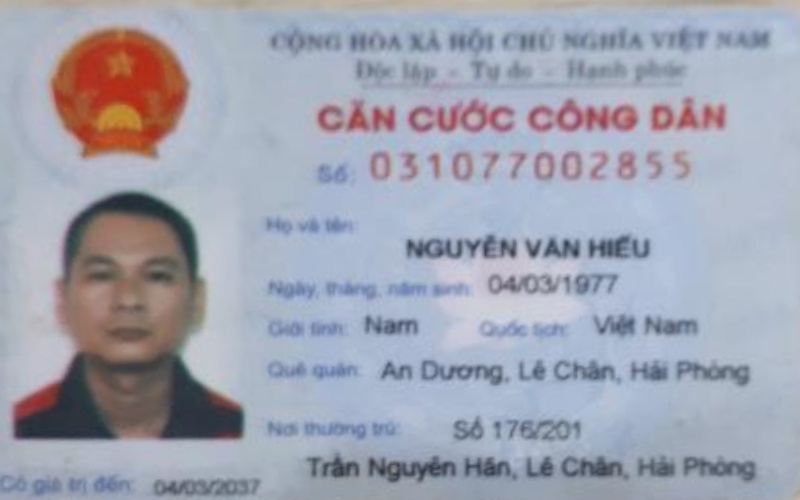 CỘNG HÒA XÃ HỘI CHỦ NGHĨA VIỆT NAM
Độc lập - Tự do - Hạnh phúc
CĂN CƯỚC CÔNG DÂN
Số: 031077002855
Họ và tên:
NGUYỄN VĂN HIẾU
Ngày, tháng, năm sinh: 04/03/1977
Giới tính: Nam Quốc tịch: Việt Nam
Quê quán: An Dương, Lê Chân, Hải Phòng
Nơi thường trú: Số 176/201
Trần Nguyên Hãn, Lê Chân, Hải Phòng
Có giá trị đến: 04/03/2037